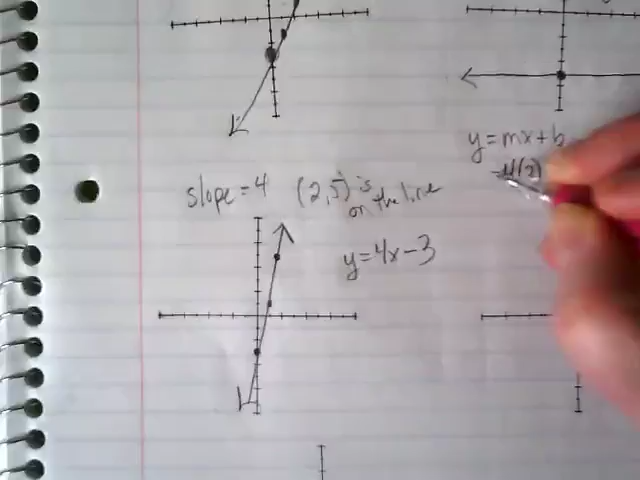 y=mx+b
slope=4 (2,5) is
on the line
y=4x-3